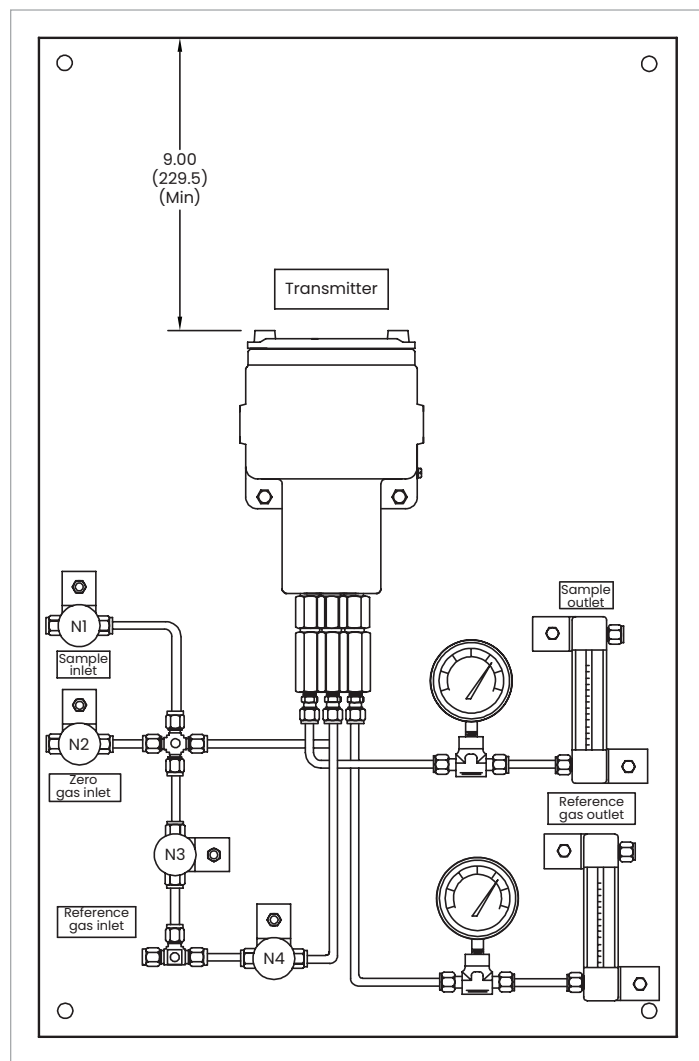 9.00
(229.5)
(Min)
Transmitter
Sample
outlet
N1
Sample
inlet
N2
Zero
gas inlet
Reference
gas outlet
N3
Reference
gas inlet
N4